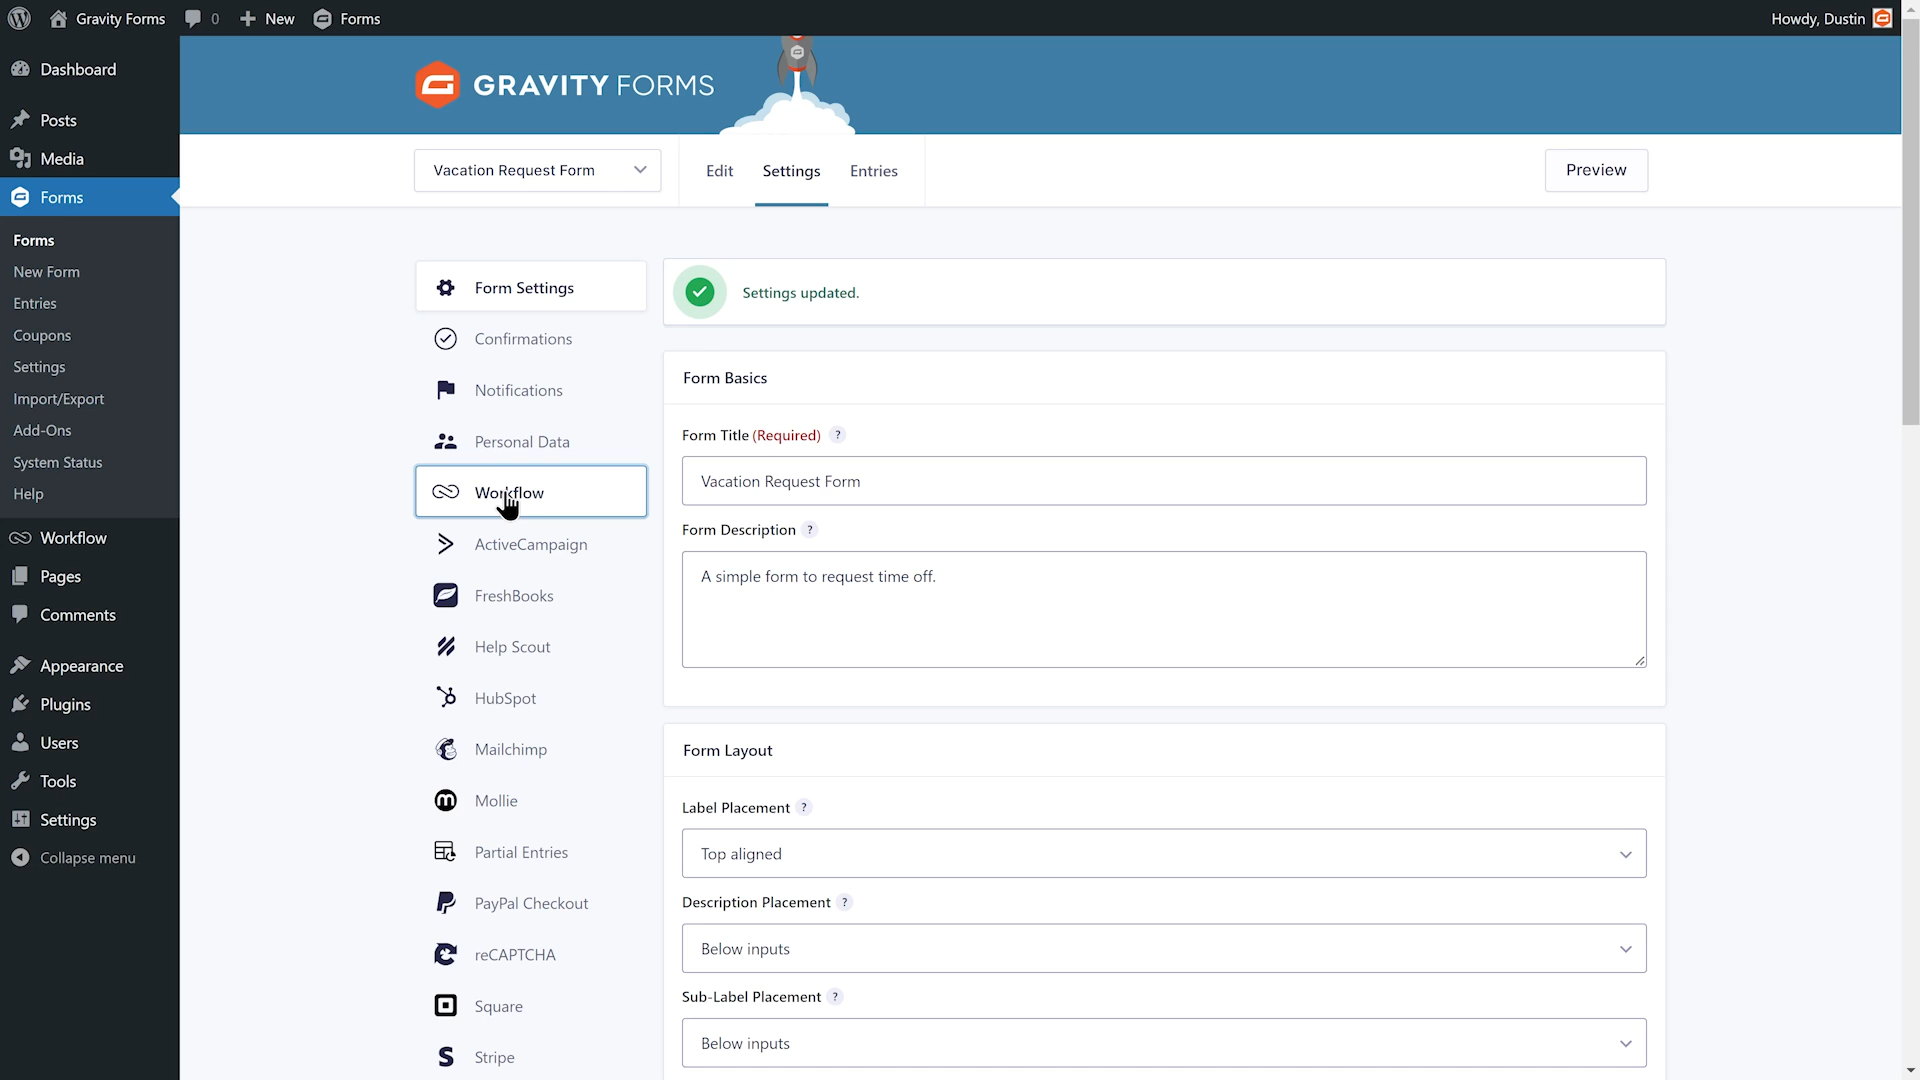 Gravity Forms
0
New
Forms
Howdy, Dustin
Dashboard
Posts
Media
Forms
Forms
New Form
Entries
Coupons
Settings
Import/Export
Add-Ons
System Status
Help
Workflow
Pages
Comments
Appearance
Plugins
Users
Tools
Settings
Collapse menu
GRAVITY FORMS
Vacation Request Form
Edit
Settings
Entries
Preview
Form Settings
Confirmations
Notifications
Personal Data
Workflow
ActiveCampaign
FreshBooks
Help Scout
HubSpot
Mailchimp
Mollie
Partial Entries
PayPal Checkout
reCAPTCHA
Square
Stripe
Settings updated.
Form Basics
Form Title (Required) ?
Vacation Request Form
Form Description ?
A simple form to request time off.
Form Layout
Label Placement ?
Top aligned
Description Placement ?
Below inputs
Sub-Label Placement ?
Below inputs